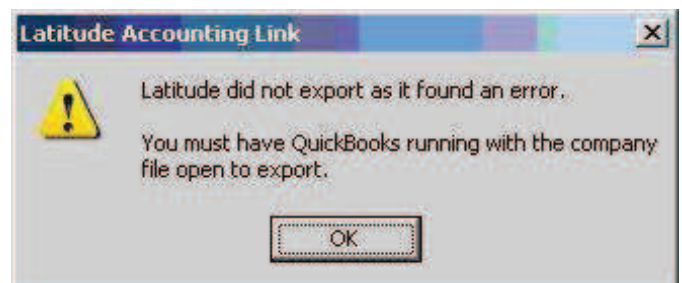 Latitude Accounting Link
Latitude did not export as it found an error.
You must have QuickBooks running with the company
file open to export.
OK